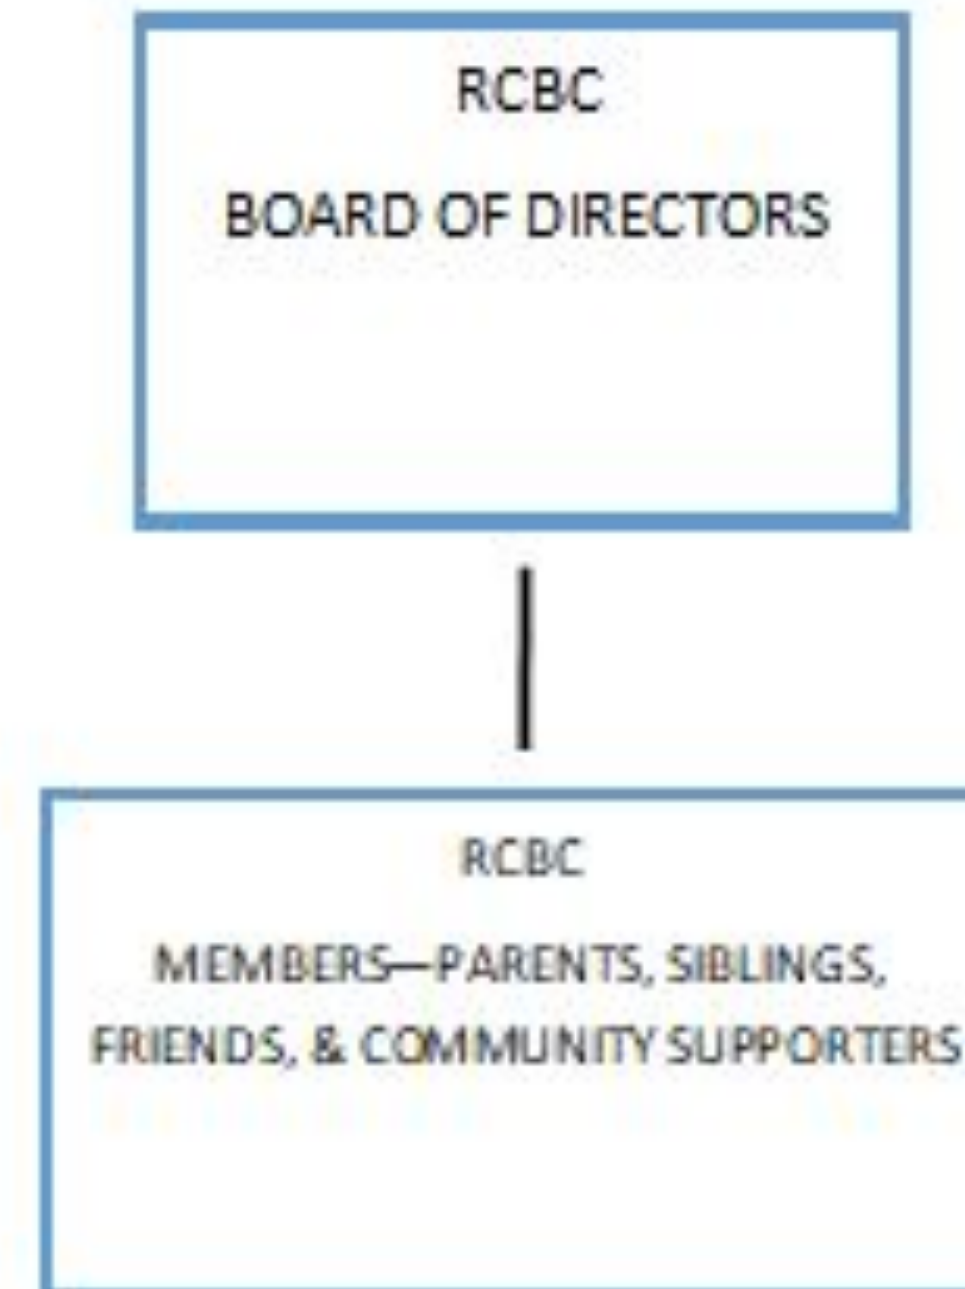 RCBC
BOARD OF DIRECTORS
RCBC
MEMBERS—PARENTS, SIBLINGS,
FRIENDS, & COMMUNITY SUPPORTERS